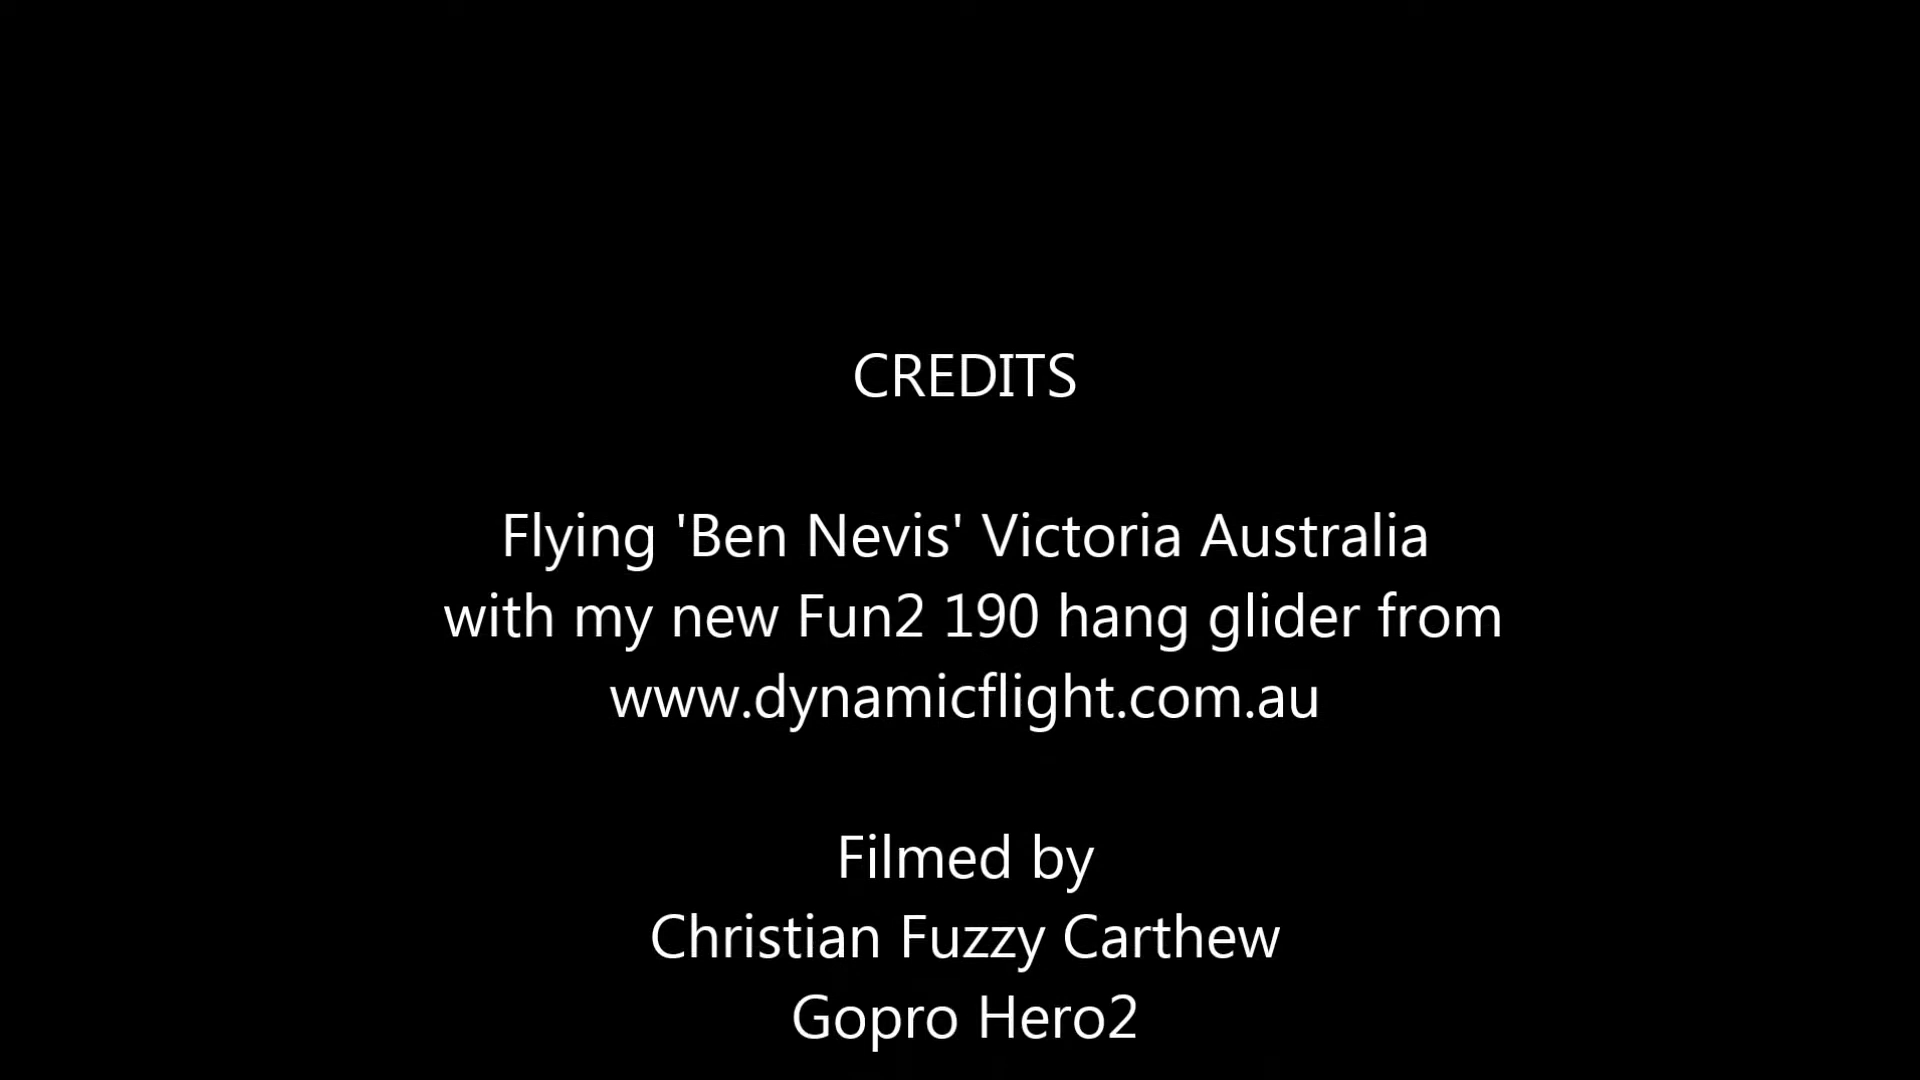 CREDITS
Flying 'Ben Nevis' Victoria Australia
with my new Fun2 190 hang glider from
www.dynamicflight.com.au
Filmed by
Christian Fuzzy Carthew
Gopro Hero2